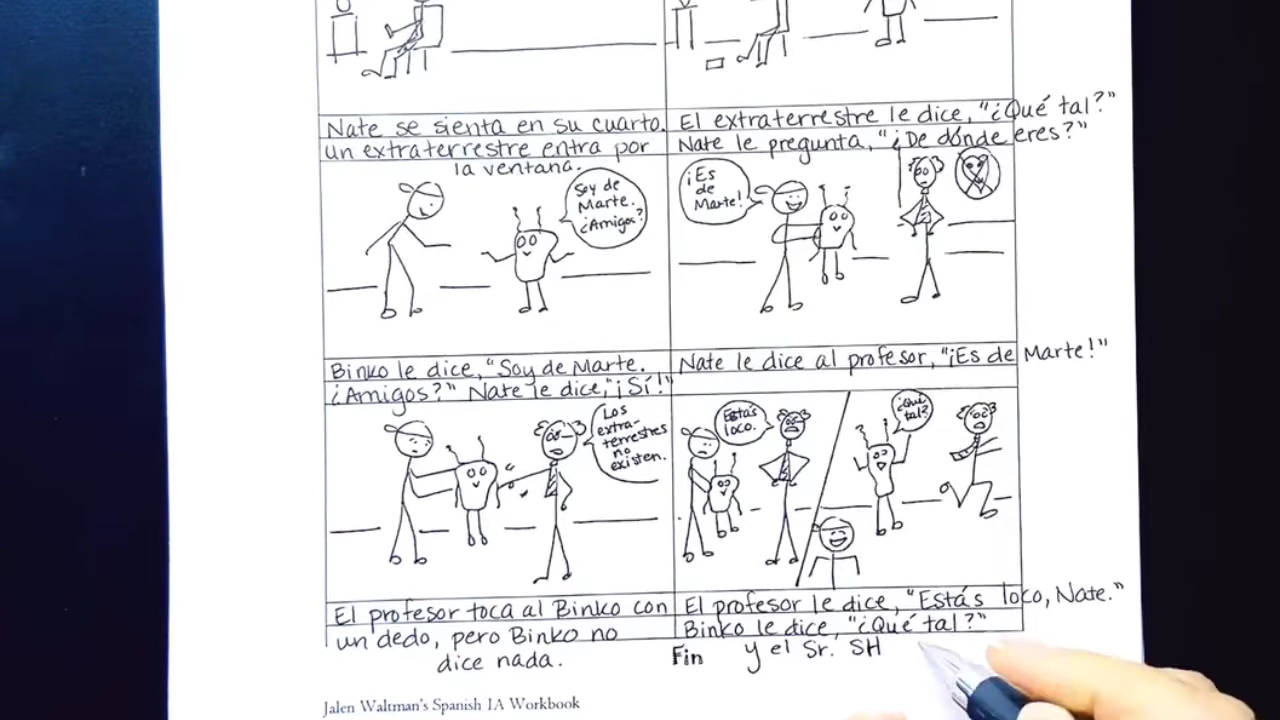 Nate se sienta en su cuarto.
un extraterrestre entra por
la ventana.
El extraterrestre le dice, "¿Qué tal?"
Nate le pregunta, "¿De dónde eres?"
Soy de
Marte.
¿Amigos?
¡Es
de
Marte!
Binko le dice, "Soy de Marte.
¿Amigos?" Nate le dice, "¡Sí!"
Nate le dice al profesor, "¡Es de Marte!"
Los
extra-
terrestres
no
existen.
Estás
loco.
¿Qué
tal?
El profesor toca al Binko con
un dedo, pero Binko no
dice nada.
El profesor le dice, "Estás loco, Nate."
Binko le dice, "¿Qué tal?"
Fin y el Sr. SH
Jalen Waltman's Spanish 1A Workbook